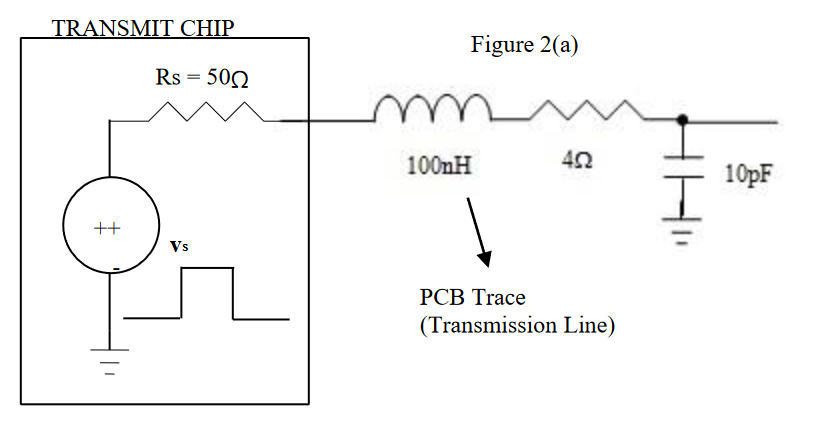 TRANSMIT CHIP
Figure 2(a)
Rs = 50Ω
100nH
4Ω
10pF
++
Vs
-
PCB Trace
(Transmission Line)